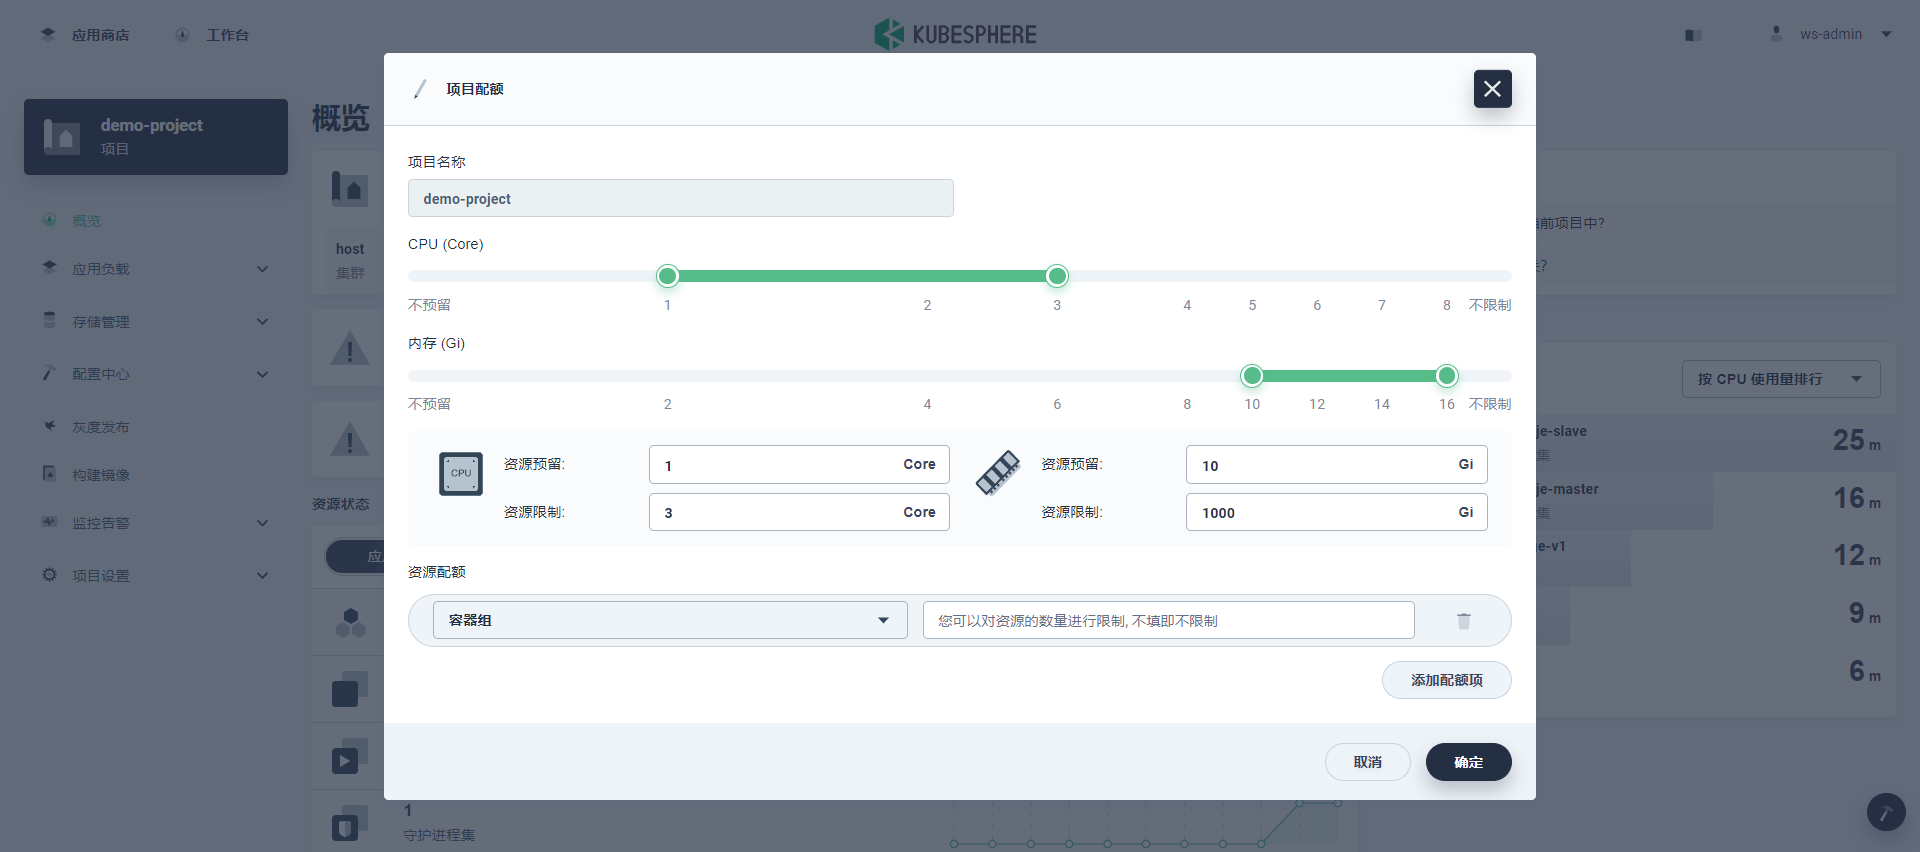 应用商店
工作台
KUBESPHERE
ws-admin
demo-project
项目
概览
应用负载
存储管理
配置中心
灰度发布
构建镜像
监控告警
项目设置
概览
host
集群
资源状态
项目配额
项目名称
demo-project
CPU (Core)
不预留 1 2 3 4 5 6 7 8 不限制
内存 (Gi)
不预留 2 4 6 8 10 12 14 16 不限制
CPU
资源预留: 1 Core
资源限制: 3 Core
资源预留: 10 Gi
资源限制: 1000 Gi
资源配额
容器组
您可以对资源的数量进行限制, 不填即不限制
添加配额项
取消
确定
前项目中?
按 CPU 使用量排行
je-slave
集
25 m
je-master
集
16 m
e-v1
12 m
9 m
6 m
1
守护进程集